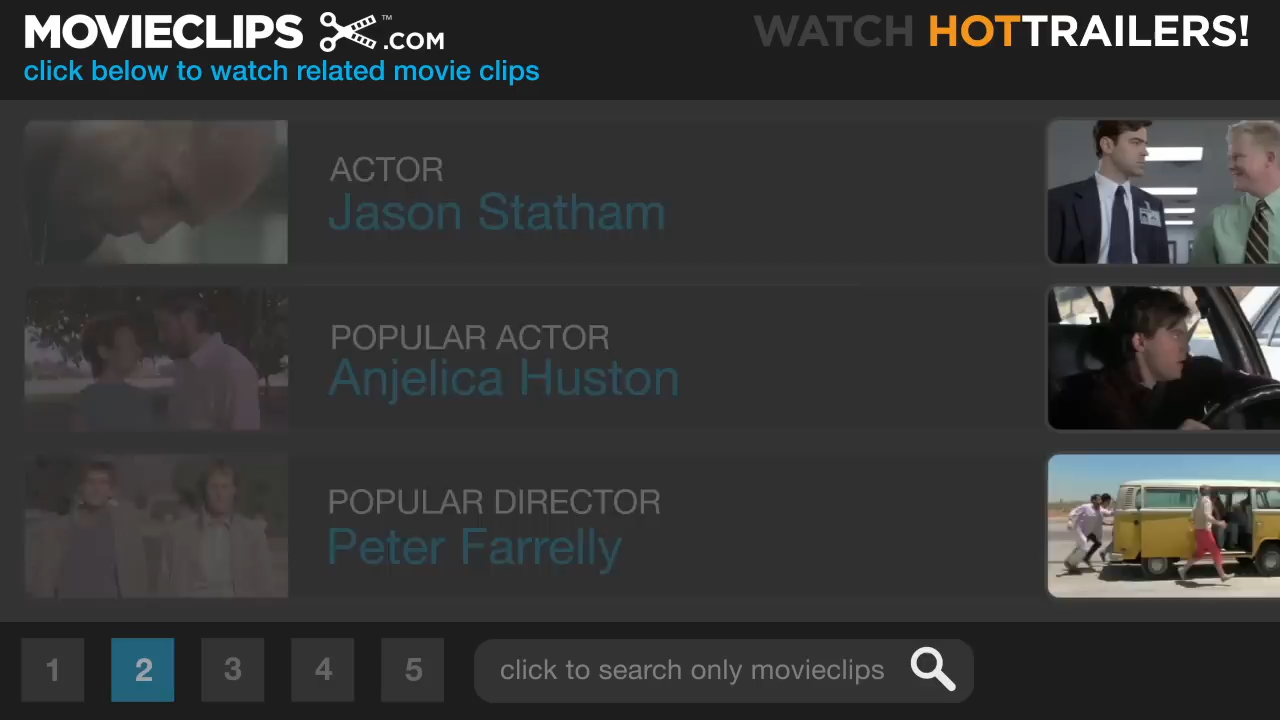 MOVIECLIPS ™ .COM
WATCH HOTTRAILERS!
click below to watch related movie clips
ACTOR
Jason Statham
POPULAR ACTOR
Anjelica Huston
POPULAR DIRECTOR
Peter Farrelly
1 2 3 4 5 click to search only movieclips